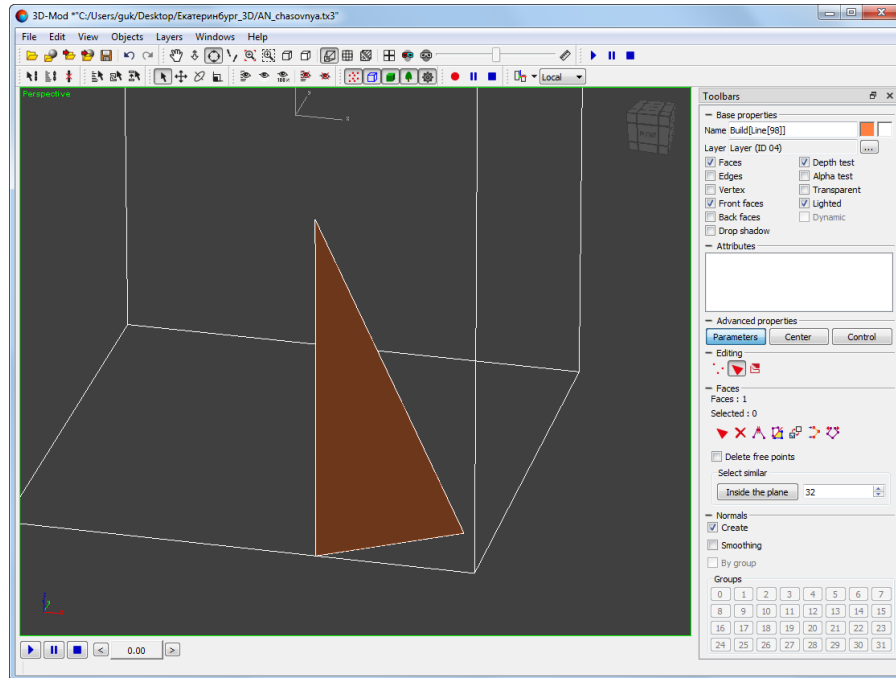 3D-Mod *"C:/Users/guk/Desktop/Екатеринбург_3D/AN_chasovnya.tx3"
File Edit View Objects Layers Windows Help
Local
Perspective
Toolbars
Base properties
Name Build[Line[98]]
Layer Layer (ID 04) ...
Faces Depth test
Edges Alpha test
Vertex Transparent
Front faces Lighted
Back faces Dynamic
Drop shadow
Attributes
Advanced properties
Parameters Center Control
Editing
Faces
Faces : 1
Selected : 0
Delete free points
Select similar
Inside the plane 32
Normals
Create
Smoothing
By group
Groups
0 1 2 3 4 5 6 7
8 9 10 11 12 13 14 15
16 17 18 19 20 21 22 23
24 25 26 27 28 29 30 31
< 0.00 >